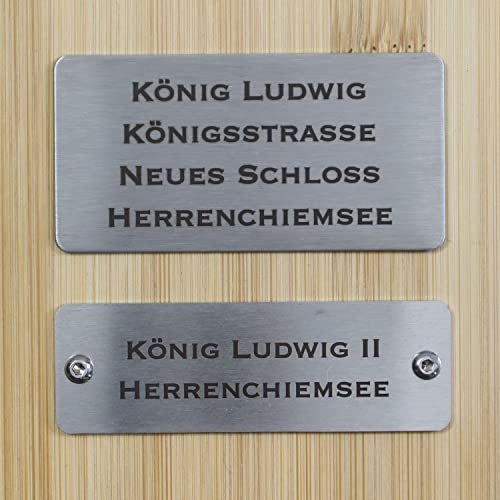 König Ludwig
Königsstrasse
Neues Schloss
Herrenchiemsee
König Ludwig II
Herrenchiemsee